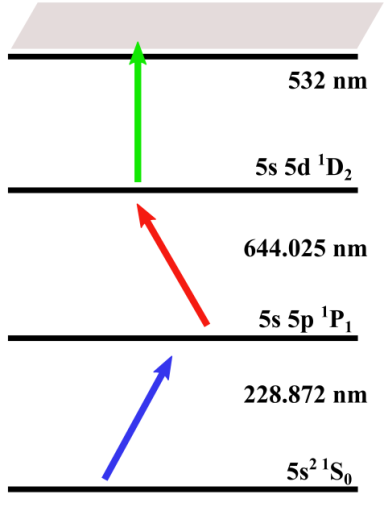 532 nm
5s 5d ¹D₂
644.025 nm
5s 5p ¹P₁
228.872 nm
5s² ¹S₀